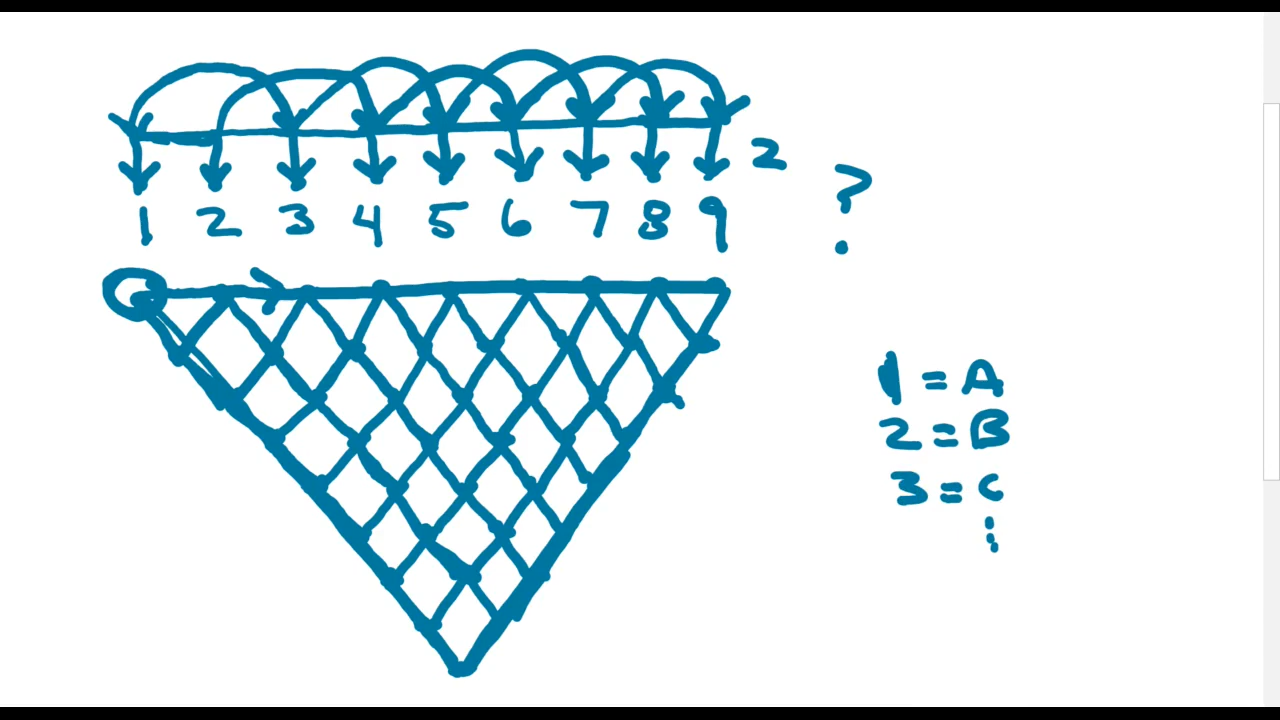 2
?
1 2 3 4 5 6 7 8 9
1 = A
2 = B
3 = C
⋮